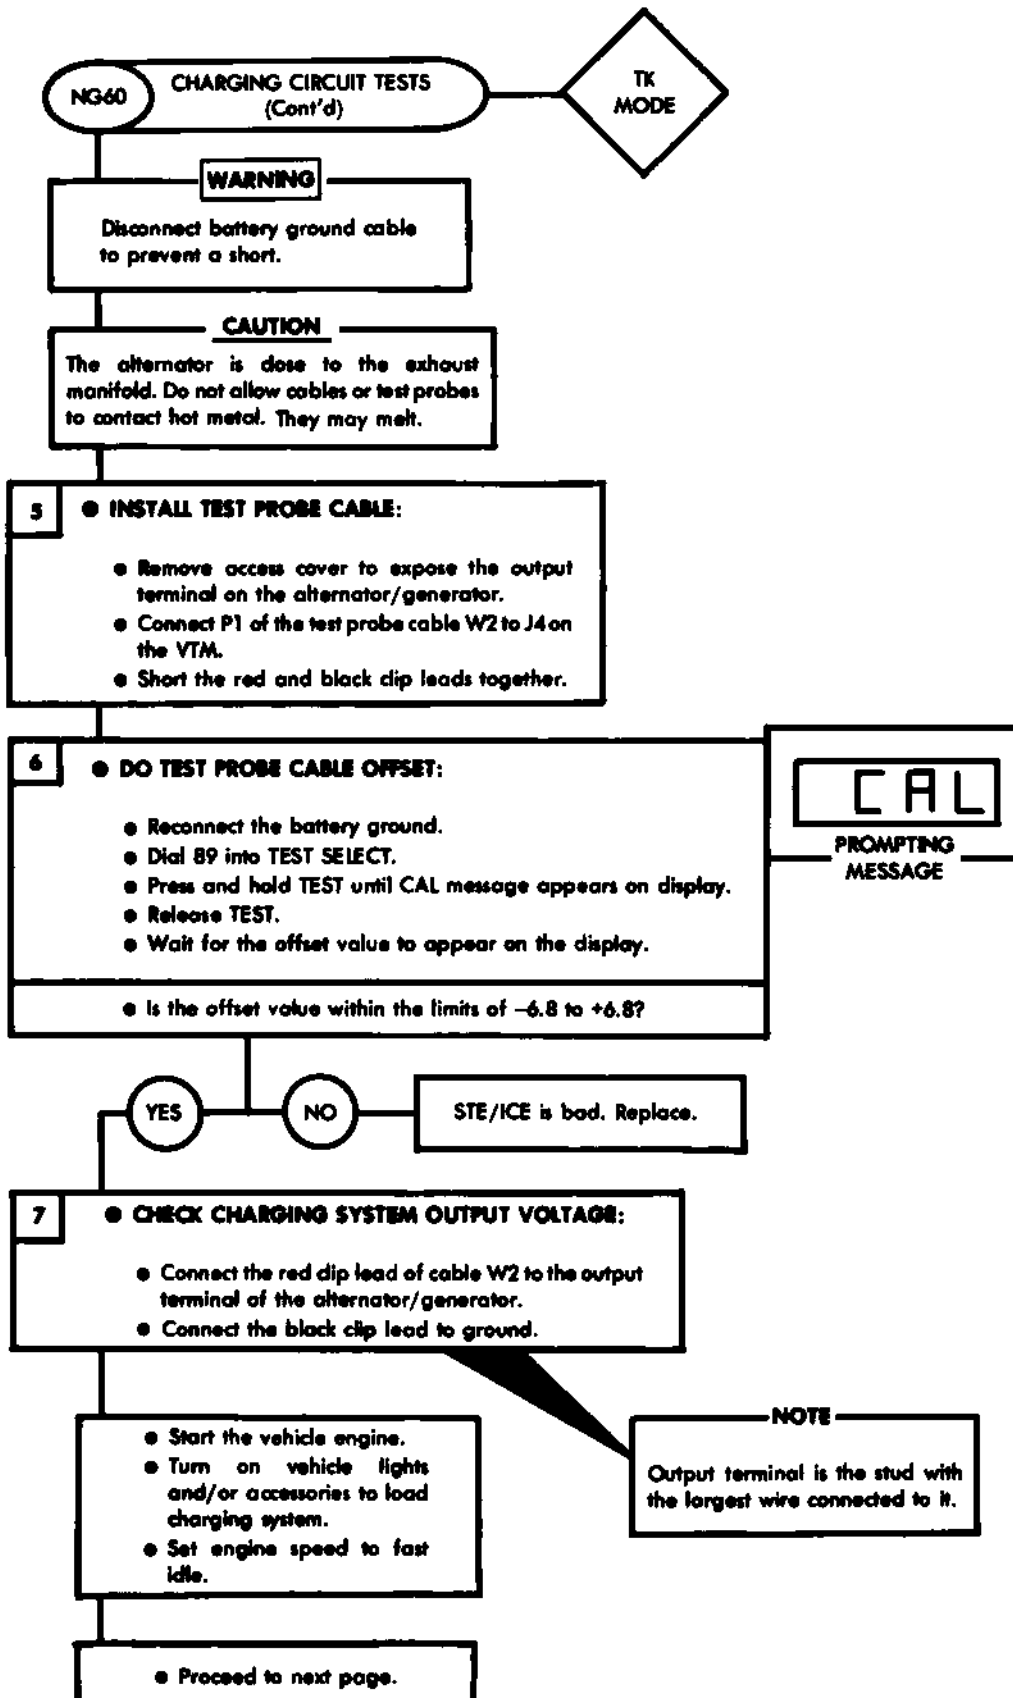 NG60
CHARGING CIRCUIT TESTS
(Cont'd)
TK
MODE
WARNING
Disconnect battery ground cable
to prevent a short.
CAUTION
The alternator is close to the exhaust
manifold. Do not allow cables or test probes
to contact hot metal. They may melt.
5
● INSTALL TEST PROBE CABLE:
● Remove access cover to expose the output
terminal on the alternator/generator.
● Connect P1 of the test probe cable W2 to J4 on
the VTM.
● Short the red and black clip leads together.
6
● DO TEST PROBE CABLE OFFSET:
● Reconnect the battery ground.
● Dial 89 into TEST SELECT.
● Press and hold TEST until CAL message appears on display.
● Release TEST.
● Wait for the offset value to appear on the display.
● Is the offset value within the limits of –6.8 to +6.8?
CAL
PROMPTING
MESSAGE
YES
NO
STE/ICE is bad. Replace.
7
● CHECK CHARGING SYSTEM OUTPUT VOLTAGE:
● Connect the red clip lead of cable W2 to the output
terminal of the alternator/generator.
● Connect the black clip lead to ground.
● Start the vehicle engine.
● Turn on vehicle lights
and/or accessories to load
charging system.
● Set engine speed to fast
idle.
NOTE
Output terminal is the stud with
the largest wire connected to it.
● Proceed to next page.